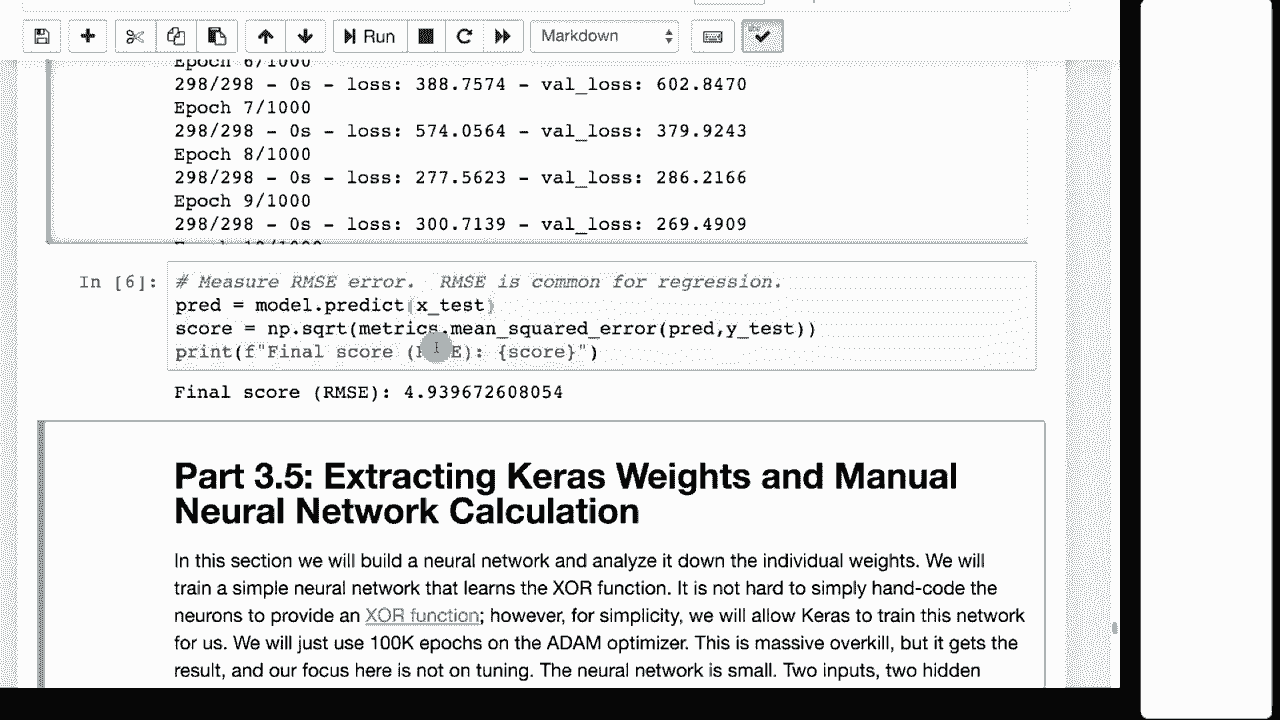 Run
Markdown
Epoch 6/1000
298/298 - 0s - loss: 388.7574 - val_loss: 602.8470
Epoch 7/1000
298/298 - 0s - loss: 574.0564 - val_loss: 379.9243
Epoch 8/1000
298/298 - 0s - loss: 277.5623 - val_loss: 286.2166
Epoch 9/1000
298/298 - 0s - loss: 300.7139 - val_loss: 269.4909
In [6]:
# Measure RMSE error.  RMSE is common for regression.
pred = model.predict(x_test)
score = np.sqrt(metrics.mean_squared_error(pred,y_test))
print(f"Final score (RMSE): {score}")
Final score (RMSE): 4.939672608054
Part 3.5: Extracting Keras Weights and Manual
Neural Network Calculation
In this section we will build a neural network and analyze it down the individual weights. We will
train a simple neural network that learns the XOR function. It is not hard to simply hand-code the
neurons to provide an XOR function; however, for simplicity, we will allow Keras to train this network
for us. We will just use 100K epochs on the ADAM optimizer. This is massive overkill, but it gets the
result, and our focus here is not on tuning. The neural network is small. Two inputs, two hidden